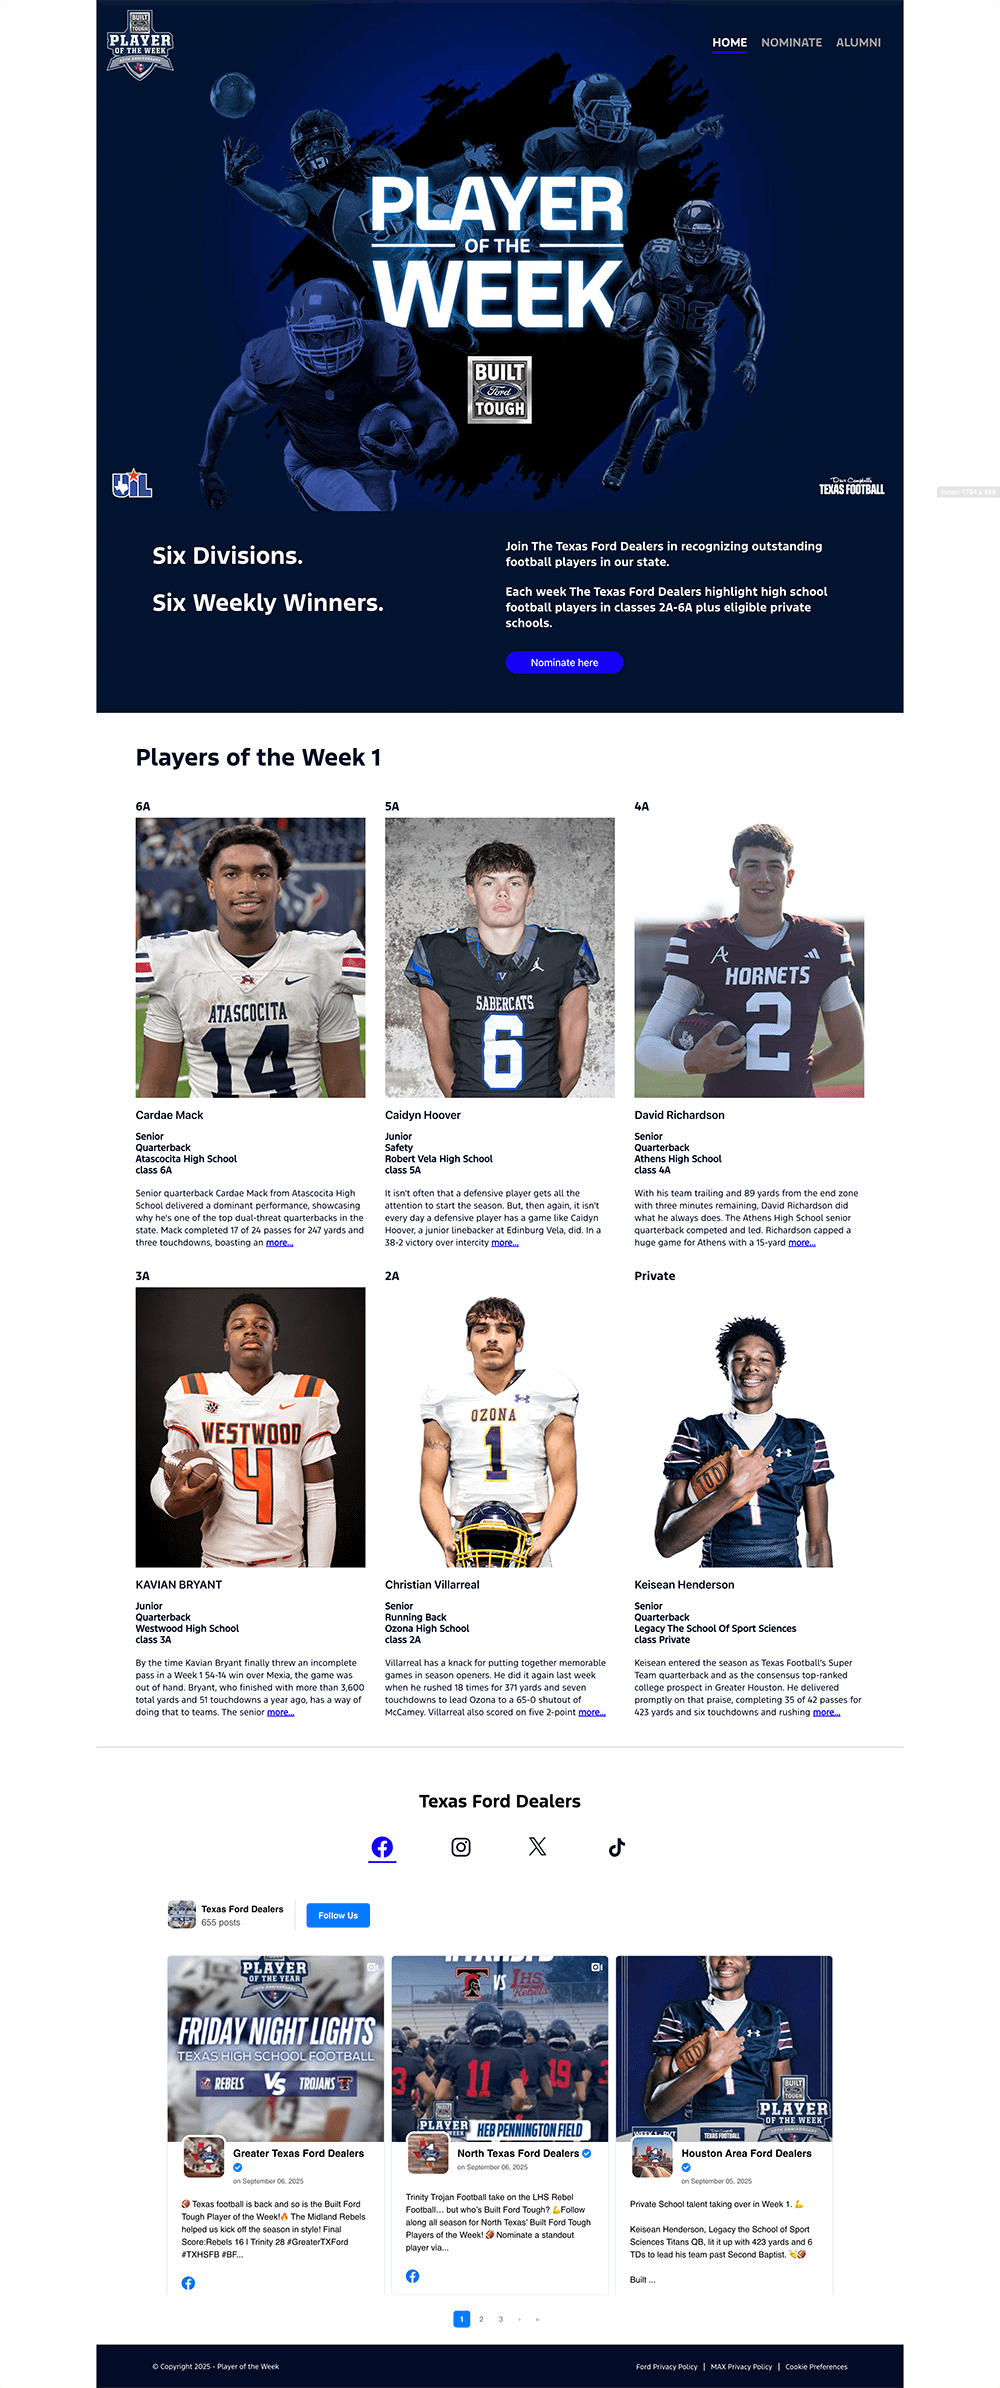 BUILT
TOUGH
PLAYER
OF THE WEEK
HOME
NOMINATE
ALUMNI
PLAYER
OF THE
WEEK
BUILT
Ford
TOUGH
UIL
Dave Campbell's
TEXAS FOOTBALL
Six Divisions.
Six Weekly Winners.
Join The Texas Ford Dealers in recognizing outstanding
football players in our state.
Each week The Texas Ford Dealers highlight high school
football players in classes 2A-6A plus eligible private
schools.
Nominate here
Players of the Week 1
6A
5A
4A
14
ATASCOCITA
14
SABERCATS
6
A
HORNETS
2
Cardae Mack
Senior
Quarterback
Atascocita High School
class 6A
Senior quarterback Cardae Mack from Atascocita High
School delivered a dominant performance, showcasing
why he's one of the top dual-threat quarterbacks in the
state. Mack completed 17 of 24 passes for 247 yards and
three touchdowns, boasting an more...
Caidyn Hoover
Junior
Safety
Robert Vela High School
class 5A
It isn't often that a defensive player gets all the
attention to start the season. But, then again, it isn't
every day a defensive player has a game like Caidyn
Hoover, a junior linebacker at Edinburg Vela, did. In a
38-2 victory over intercity more...
David Richardson
Senior
Quarterback
Athens High School
class 4A
With his team trailing and 89 yards from the end zone
with three minutes remaining, David Richardson did
what he always does. The Athens High School senior
quarterback competed and led. Richardson capped a
huge game for Athens with a 15-yard more...
3A
2A
Private
WESTWOOD
4
OZONA
1
1
KAVIAN BRYANT
Junior
Quarterback
Westwood High School
class 3A
By the time Kavian Bryant finally threw an incomplete
pass in a Week 1 54-14 win over Mexia, the game was
out of hand. Bryant, who finished with more than 3,600
total yards and 51 touchdowns a year ago, has a way of
doing that to teams. The senior more...
Christian Villarreal
Senior
Running Back
Ozona High School
class 2A
Villarreal has a knack for putting together memorable
games in season openers. He did it again last week
when he rushed 18 times for 371 yards and seven
touchdowns to lead Ozona to a 65-0 shutout of
McCamey. Villarreal also scored on five 2-point more...
Keisean Henderson
Senior
Quarterback
Legacy The School Of Sport Sciences
class Private
Keisean entered the season as Texas Football's Super
Team quarterback and as the consensus top-ranked
college prospect in Greater Houston. He delivered
promptly on that praise, completing 35 of 42 passes for
423 yards and six touchdowns and rushing more...
Texas Ford Dealers
Texas Ford Dealers
655 posts
Follow Us
PLAYER
OF THE YEAR
FRIDAY NIGHT LIGHTS
TEXAS HIGH SCHOOL FOOTBALL
REBELS VS TROJANS
T VS LHS
Rebels
3 11 19
PLAYER
OF THE WEEK
HEB PENNINGTON FIELD
BUILT
TOUGH
PLAYER
OF THE WEEK
WEEK 1 - PVT
TEXAS FOOTBALL
Greater Texas Ford Dealers
on September 06, 2025
🏈 Texas football is back and so is the Built Ford
Tough Player of the Week!🔥 The Midland Rebels
helped us kick off the season in style! Final
Score:Rebels 16 I Trinity 28 #GreaterTXFord
#TXHSFB #BF...
North Texas Ford Dealers
on September 06, 2025
Trinity Trojan Football take on the LHS Rebel
Football... but who's Built Ford Tough? 💪Follow
along all season for North Texas' Built Ford Tough
Players of the Week! 🏈 Nominate a standout
player via...
Houston Area Ford Dealers
on September 05, 2025
Private School talent taking over in Week 1. 💪
Keisean Henderson, Legacy the School of Sport
Sciences Titans QB, lit it up with 423 yards and 6
TDs to lead his team past Second Baptist. 👏🏈
Built ...
1 2 3 › »
© Copyright 2025 - Player of the Week
Ford Privacy Policy | MAX Privacy Policy | Cookie Preferences